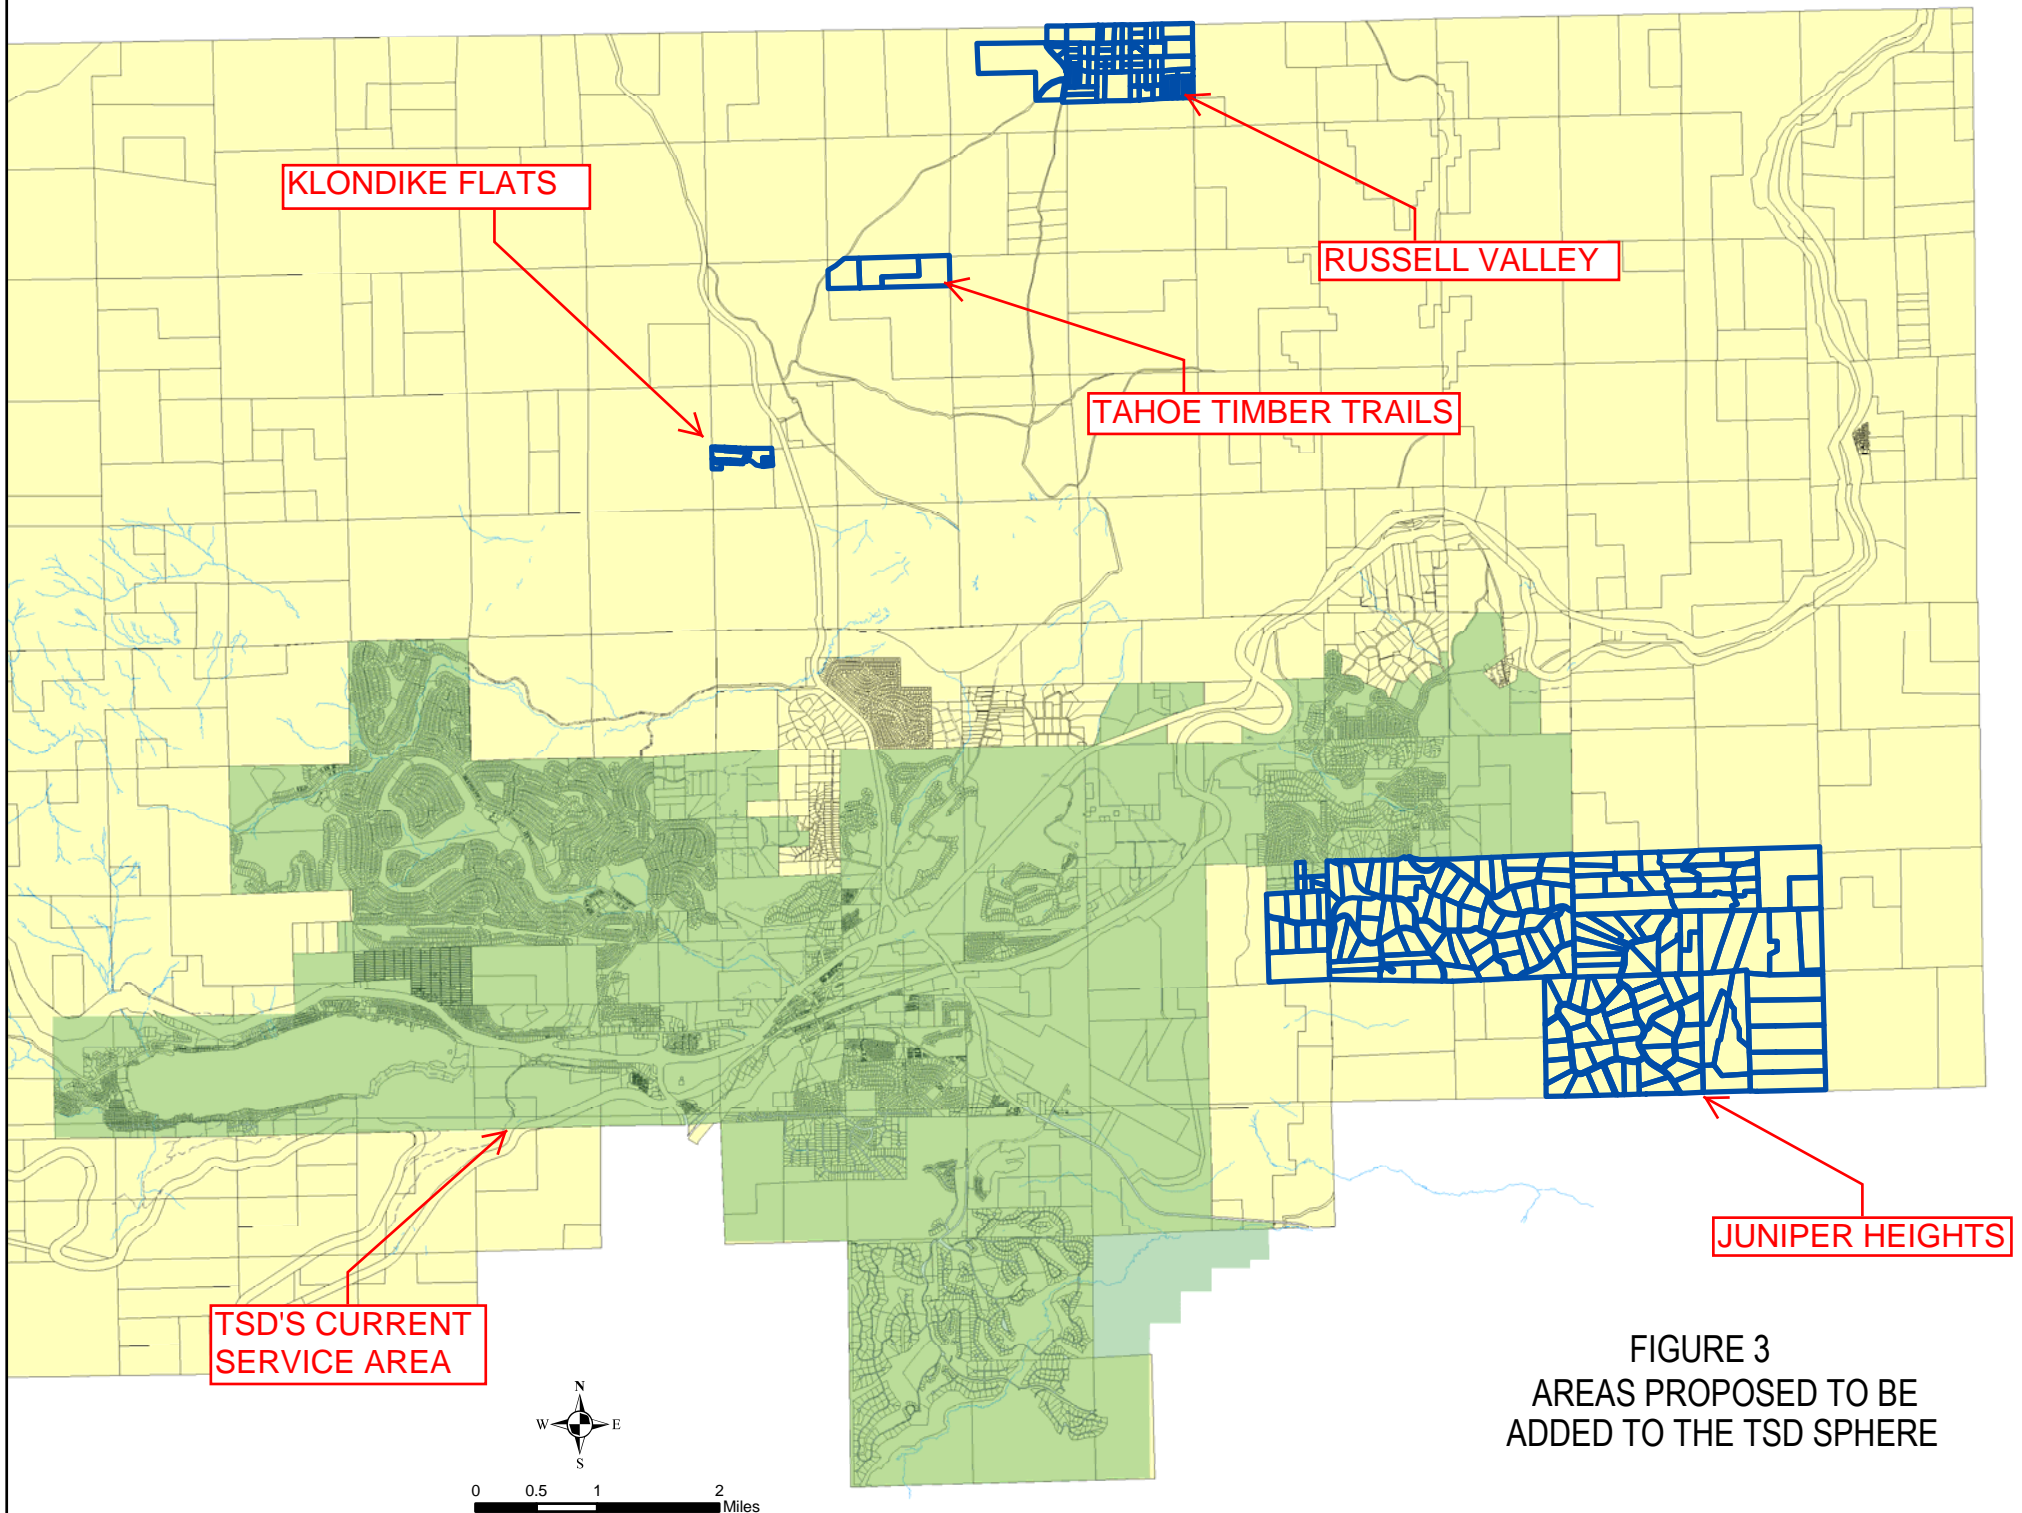 KLONDIKE FLATS
RUSSELL VALLEY
TAHOE TIMBER TRAILS
JUNIPER HEIGHTS
TSD'S CURRENT
SERVICE AREA
FIGURE 3
AREAS PROPOSED TO BE
ADDED TO THE TSD SPHERE
N
W E
S
0 0.5 1 2
Miles